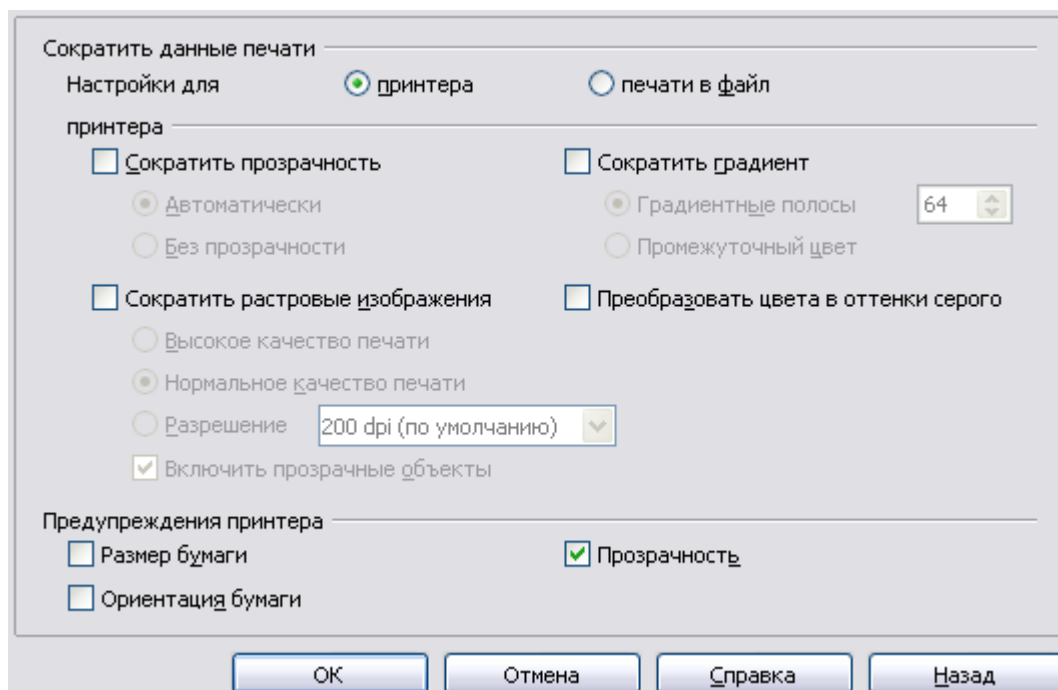 Сократить данные печати
Настройки для принтера печати в файл
принтера
Сократить прозрачность Сократить градиент
Автоматически Градиентные полосы 64
Без прозрачности Промежуточный цвет
Сократить растровые изображения Преобразовать цвета в оттенки серого
Высокое качество печати
Нормальное качество печати
Разрешение 200 dpi (по умолчанию)
Включить прозрачные объекты
Предупреждения принтера
Размер бумаги Прозрачность
Ориентация бумаги
ОК Отмена Справка Назад